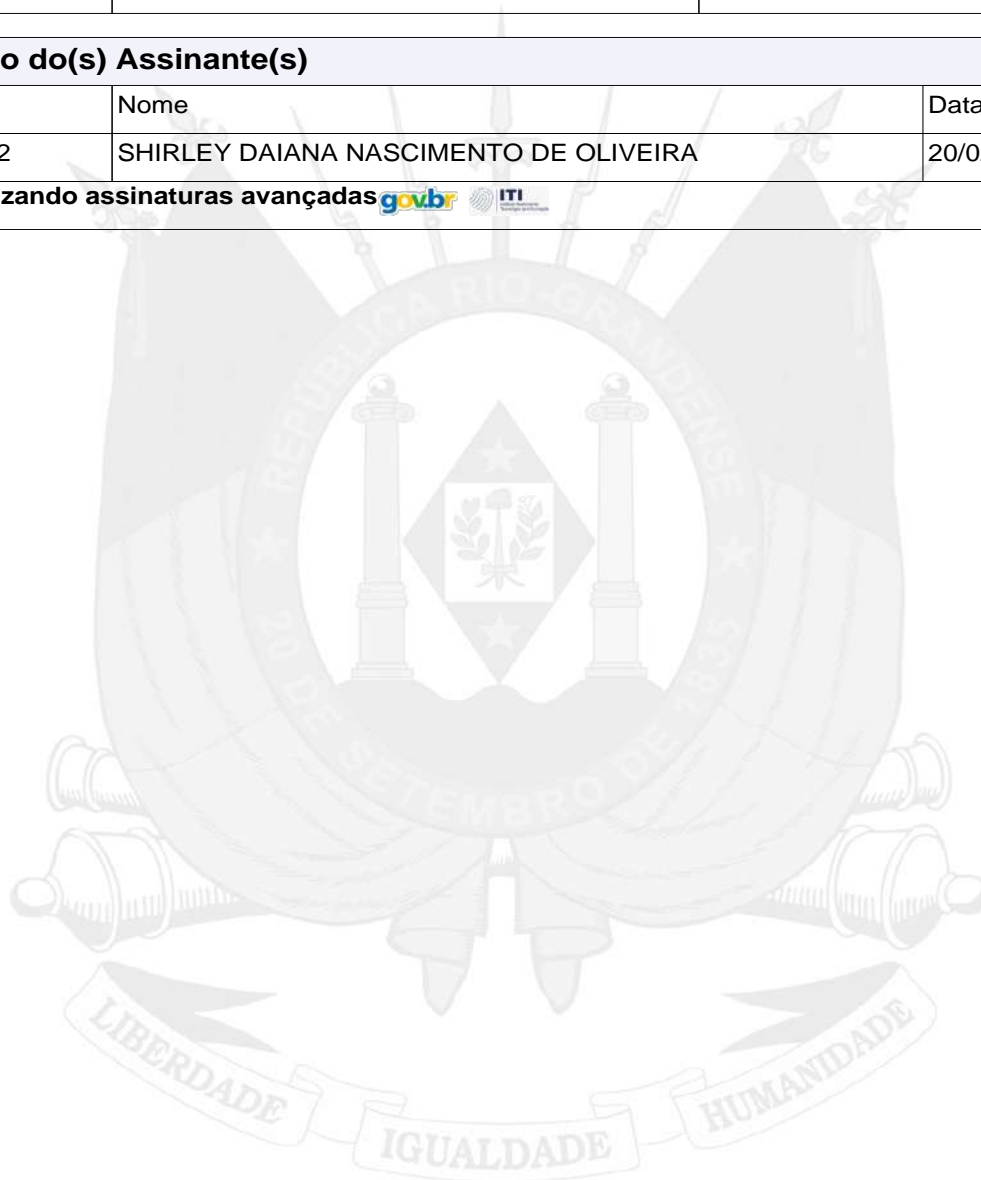 o do(s) Assinante(s)
Nome Data
2 SHIRLEY DAIANA NASCIMENTO DE OLIVEIRA 20/0
zando assinaturas avançadas gov.br ITI
REPÚBLICA RIO-GRANDENSE
20 DE SETEMBRO DE 1835
LIBERDADE IGUALDADE HUMANIDADE